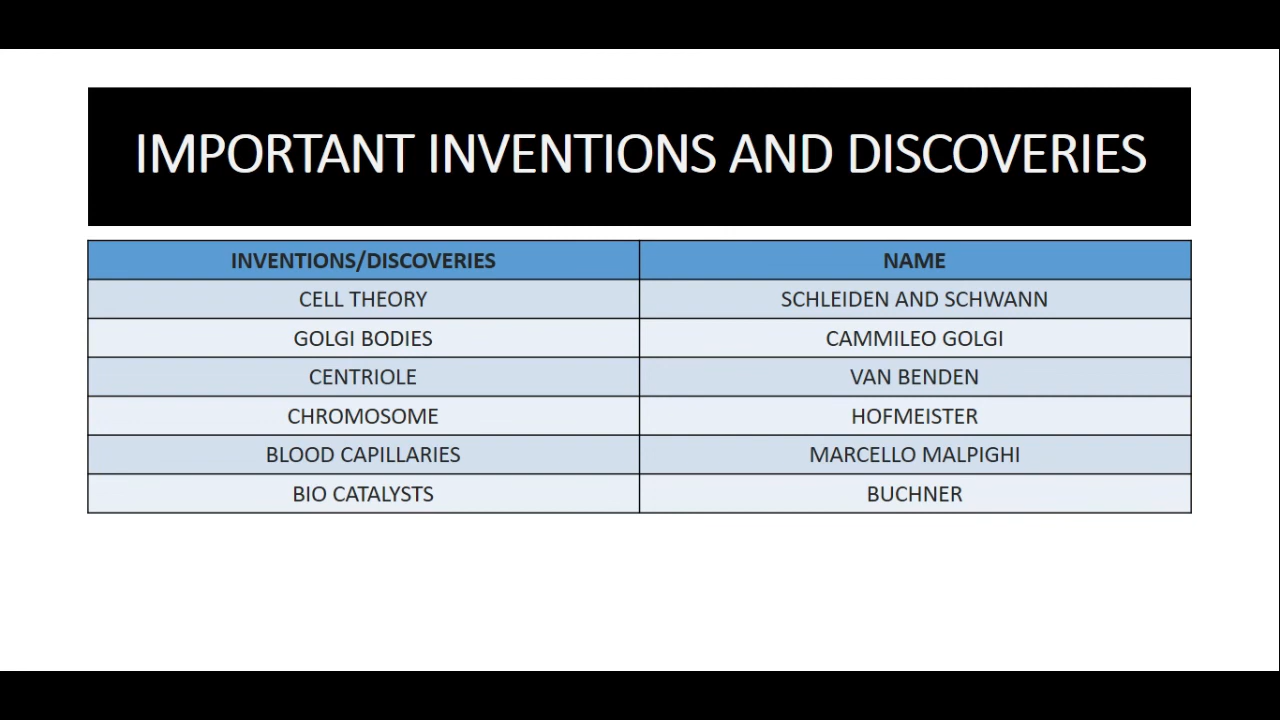 IMPORTANT INVENTIONS AND DISCOVERIES
INVENTIONS/DISCOVERIES NAME
CELL THEORY SCHLEIDEN AND SCHWANN
GOLGI BODIES CAMMILEO GOLGI
CENTRIOLE VAN BENDEN
CHROMOSOME HOFMEISTER
BLOOD CAPILLARIES MARCELLO MALPIGHI
BIO CATALYSTS BUCHNER